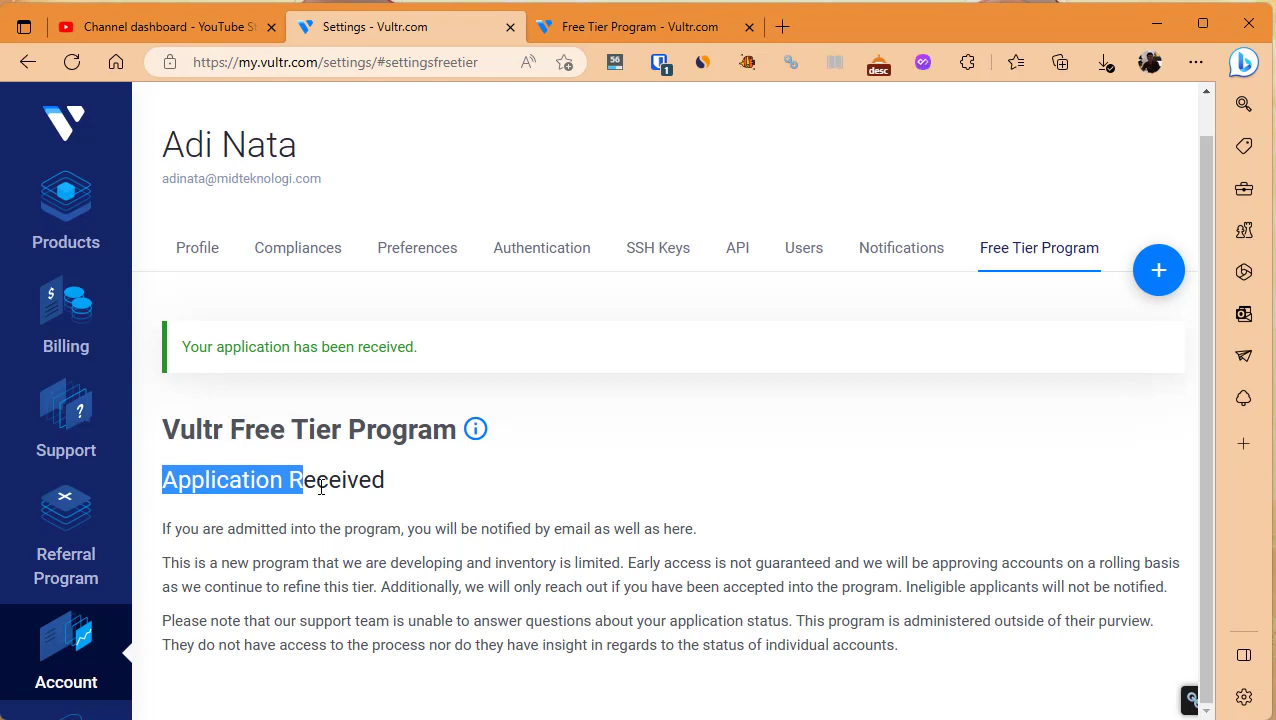 Channel dashboard - YouTube St
Settings - Vultr.com
Free Tier Program - Vultr.com
https://my.vultr.com/settings/#settingsfreetier
A
56
1
desc
Adi Nata
adinata@midteknologi.com
Products
Billing
Support
Referral
Program
Account
Profile
Compliances
Preferences
Authentication
SSH Keys
API
Users
Notifications
Free Tier Program
Your application has been received.
Vultr Free Tier Program
Application Received
If you are admitted into the program, you will be notified by email as well as here.
This is a new program that we are developing and inventory is limited. Early access is not guaranteed and we will be approving accounts on a rolling basis
as we continue to refine this tier. Additionally, we will only reach out if you have been accepted into the program. Ineligible applicants will not be notified.
Please note that our support team is unable to answer questions about your application status. This program is administered outside of their purview.
They do not have access to the process nor do they have insight in regards to the status of individual accounts.